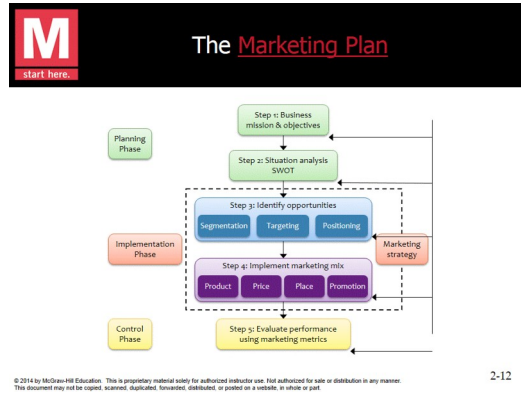 M
start here.
The Marketing Plan
Step 1: Business
mission & objectives
Planning
Phase
Step 2: Situation analysis
SWOT
Step 3: Identify opportunities
Segmentation
Targeting
Positioning
Implementation
Phase
Marketing
strategy
Step 4: Implement marketing mix
Product
Price
Place
Promotion
Control
Phase
Step 5: Evaluate performance
using marketing metrics
2-12
© 2014 by McGraw-Hill Education. This is proprietary material solely for authorized instructor use. Not authorized for sale or distribution in any manner.
This document may not be copied, scanned, duplicated, forwarded, distributed, or posted on a website, in whole or part.